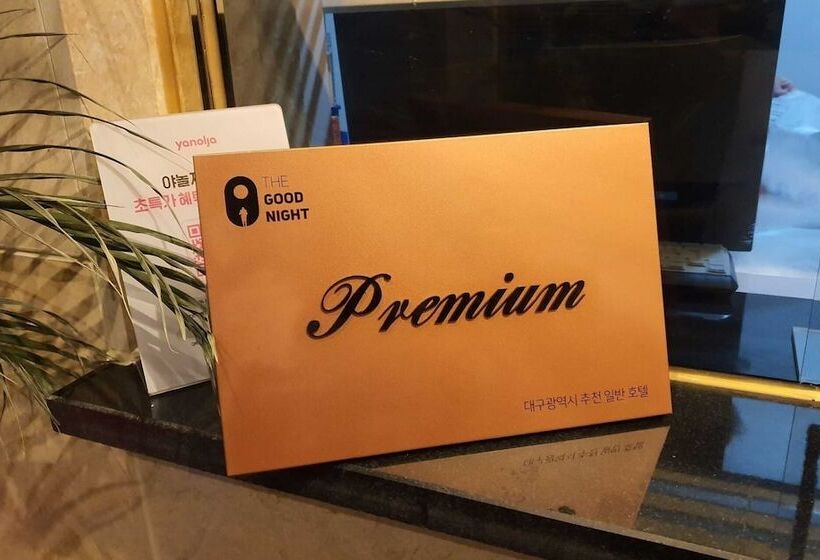 yanolja
야놀자
초특가 혜택
THE
GOOD
NIGHT
Premium
대구광역시 추천 일반 호텔